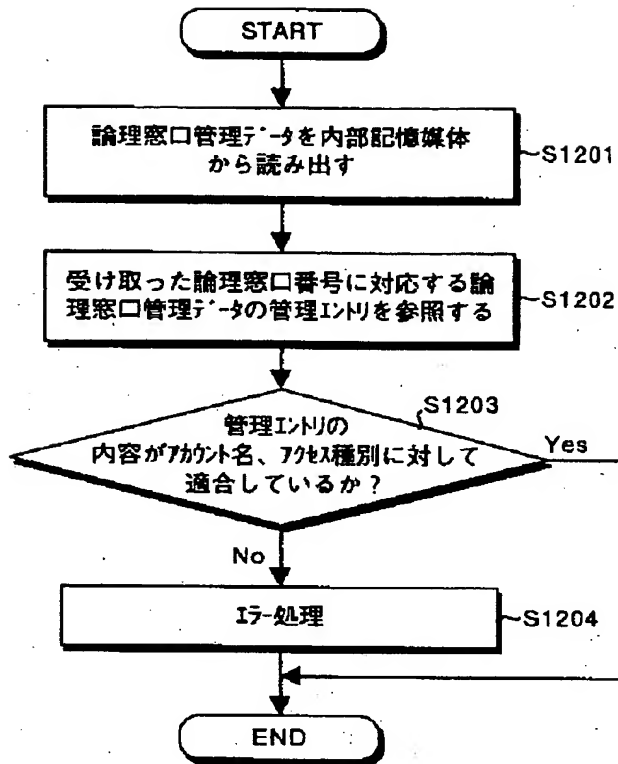 START
論理窓口管理ﾃﾞｰﾀを内部記憶媒体
から読み出す
S1201
受け取った論理窓口番号に対応する論
理窓口管理ﾃﾞｰﾀの管理ｴﾝﾄﾘを参照する
S1202
S1203
管理エントリの
内容がｱｶｳﾝﾄ名、ｱｸｾｽ種別に対して
適合しているか？
Yes
No
ｴﾗｰ処理
S1204
END